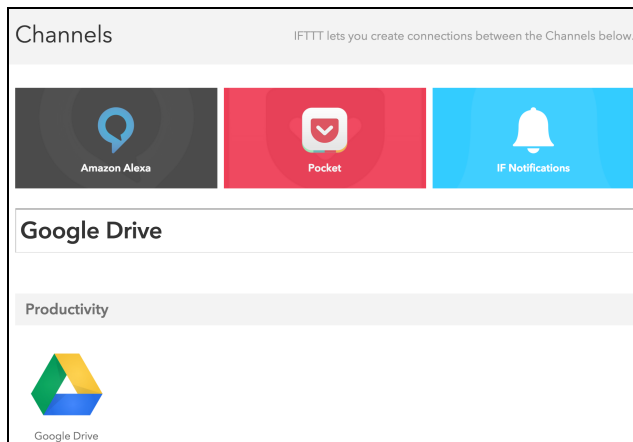 Channels
IFTTT lets you create connections between the Channels below.
Amazon Alexa
Pocket
IF Notifications
Google Drive
Productivity
Google Drive